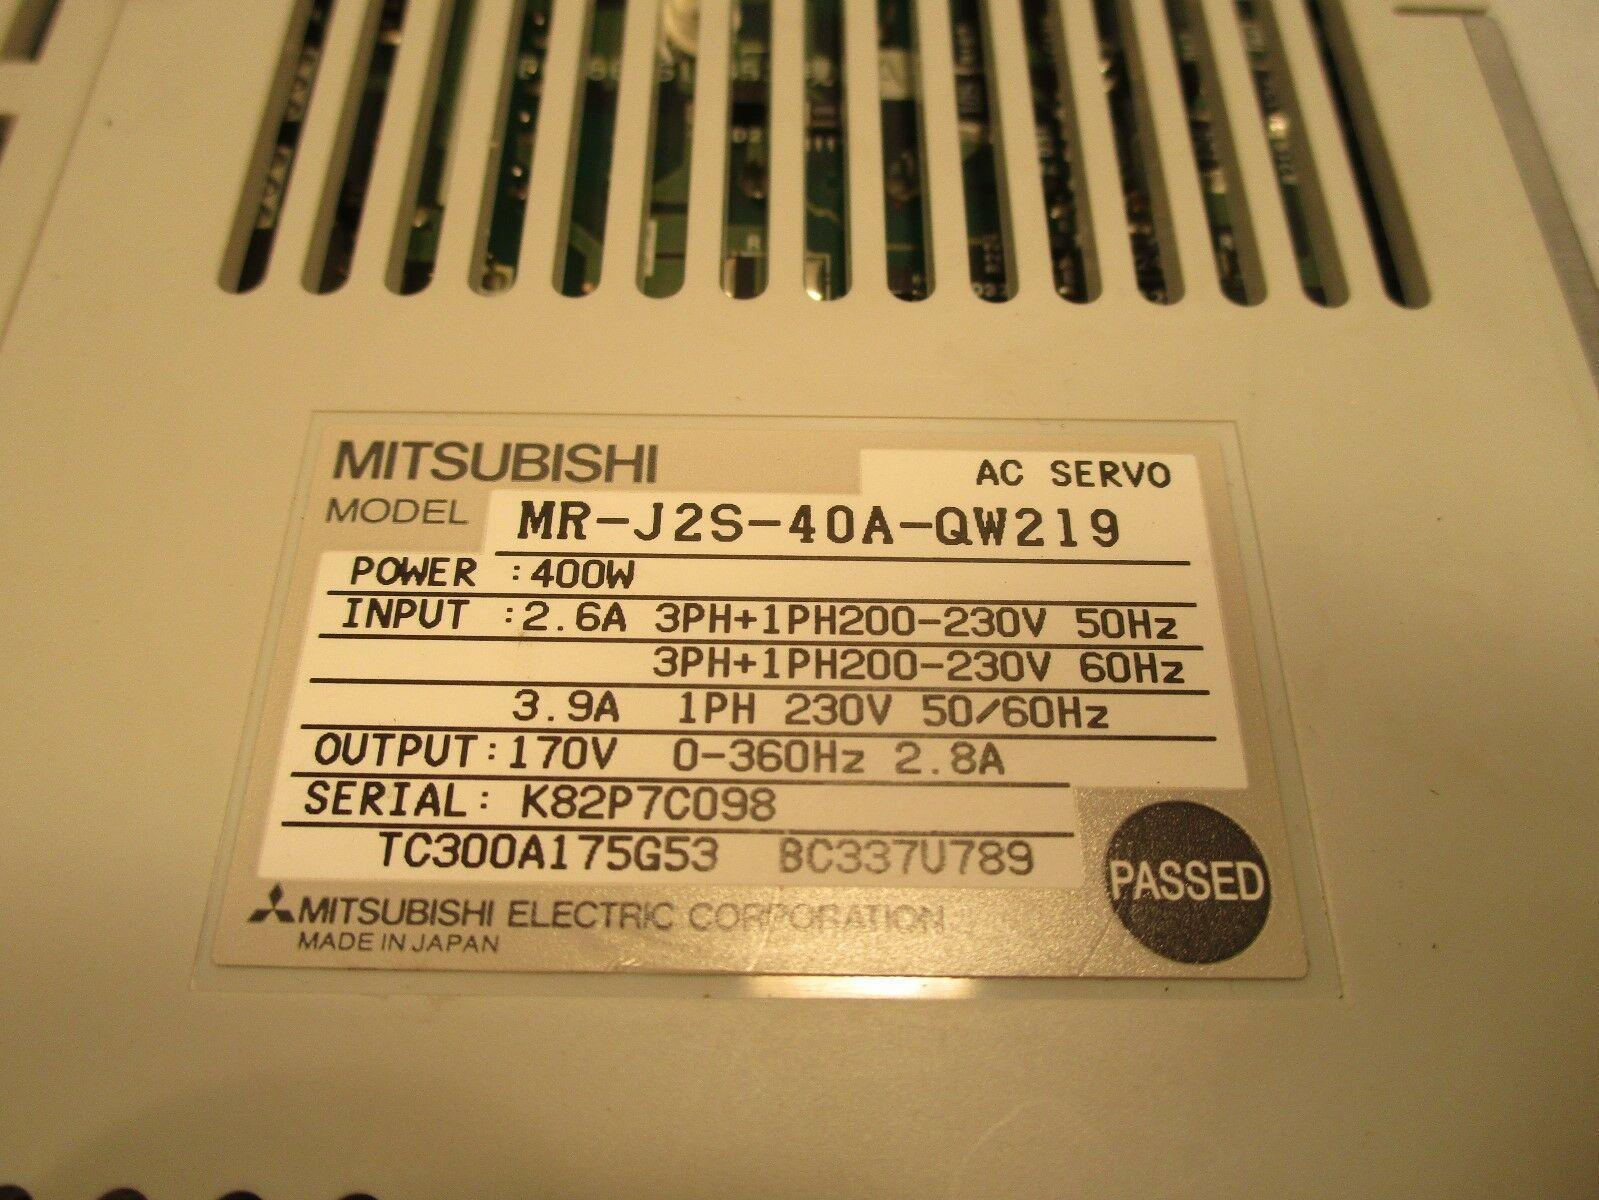 MITSUBISHI AC SERVO
MODEL MR-J2S-40A-QW219
POWER :400W
INPUT :2.6A 3PH+1PH200-230V 50Hz
3PH+1PH200-230V 60Hz
3.9A 1PH 230V 50/60Hz
OUTPUT:170V 0-360Hz 2.8A
SERIAL: K82P7C098
TC300A175G53 BC337U789
PASSED
MITSUBISHI ELECTRIC CORPORATION
MADE IN JAPAN